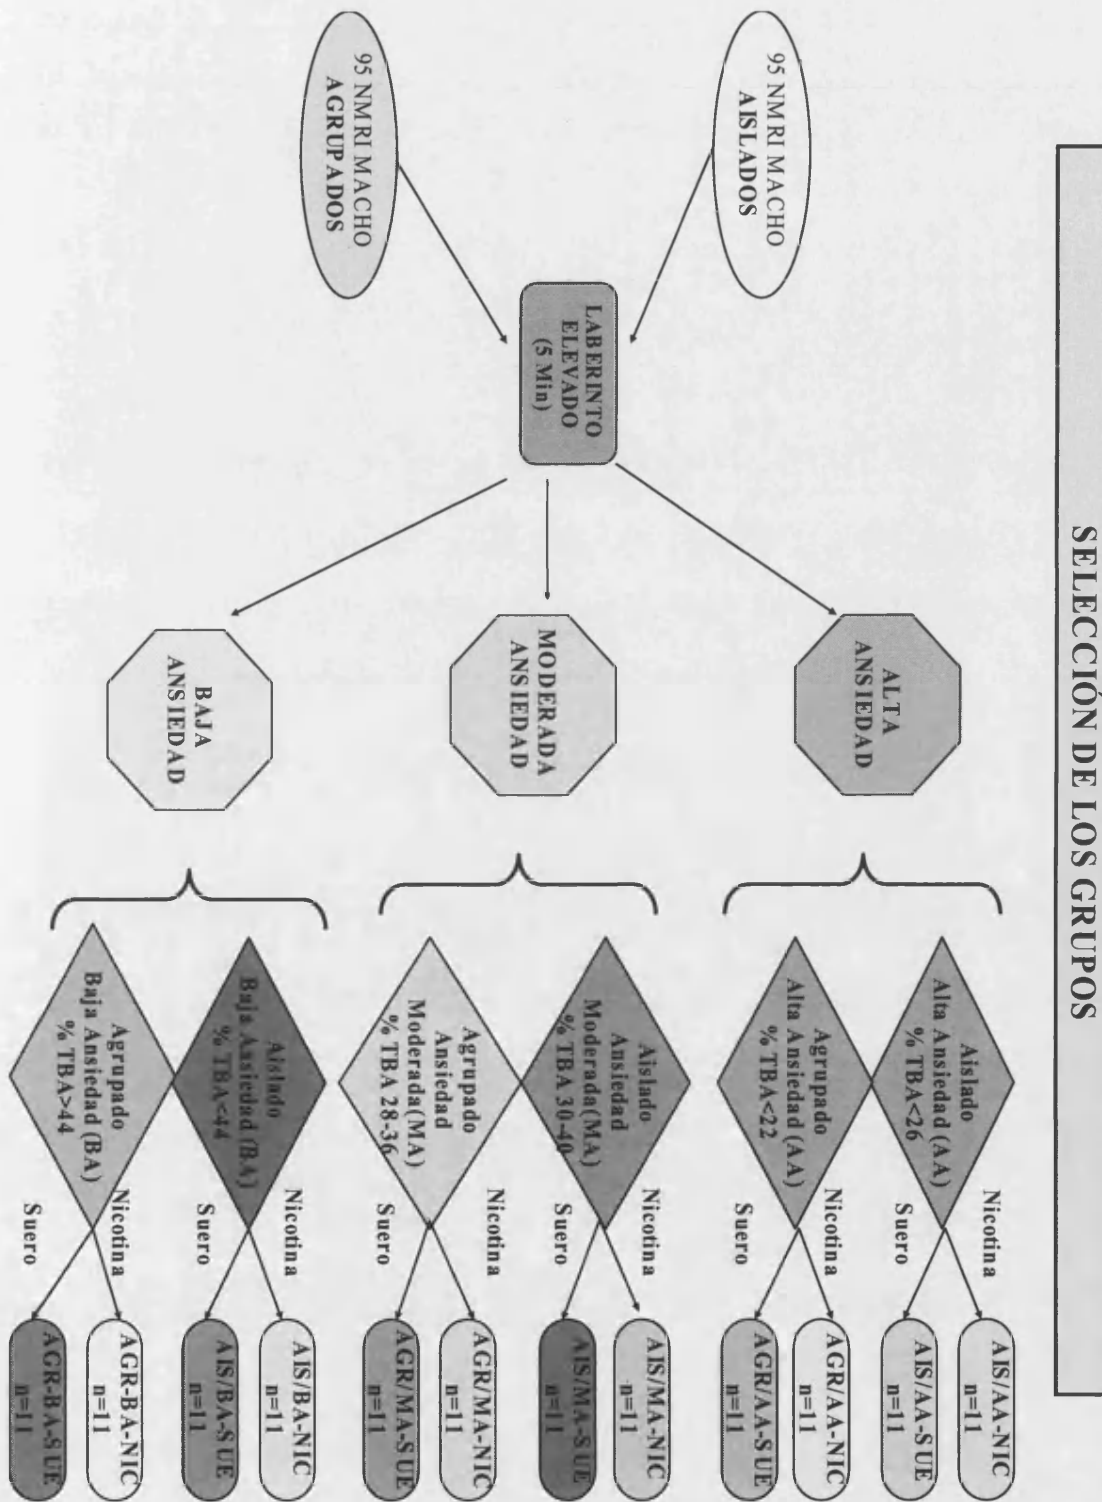 SELECCIÓN DE LOS GRUPOS
95 NMRI MACHO
AISLADOS
95 NMRI MACHO
AGRUPADOS
LABERINTO
ELEVADO
(5 Min)
ALTA
ANSIEDAD
MODERADA
ANSIEDAD
BAJA
ANSIEDAD
Aislado
Alta Ansiedad (AA)
% TBA<26
Agrupado
Alta Ansiedad (AA)
% TBA<22
Aislado
Ansiedad
Moderada(MA)
% TBA 30-40
Agrupado
Ansiedad
Moderada(MA)
% TBA 28-36
Aislado
Baja Ansiedad (BA)
% TBA<44
Agrupado
Baja Ansiedad (BA)
% TBA>44
Nicotina
Suero
Nicotina
Suero
Nicotina
Suero
Nicotina
Suero
Nicotina
Suero
Nicotina
Suero
AIS/AA-NIC
n=11
AIS/AA-SUE
n=11
AGR/AA-NIC
n=11
AGR/AA-SUE
n=11
AIS/MA-NIC
n=11
AIS/MA-SUE
n=11
AGR/MA-NIC
n=11
AGR/MA-SUE
n=11
AIS/BA-NIC
n=11
AIS/BA-SUE
n=11
AGR-BA-NIC
n=11
AGR-BA-SUE
n=11